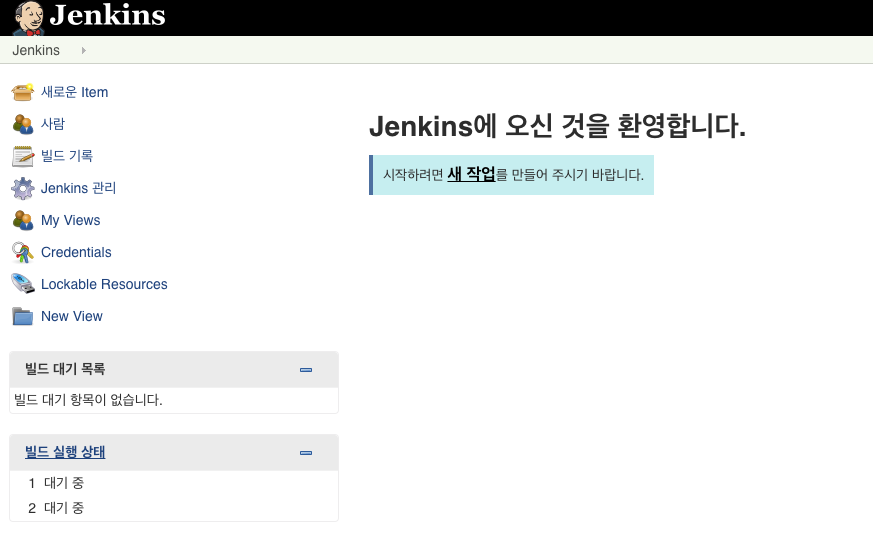 Jenkins
Jenkins
새로운 Item
사람
빌드 기록
Jenkins 관리
My Views
Credentials
Lockable Resources
New View
빌드 대기 목록
빌드 대기 항목이 없습니다.
빌드 실행 상태
1 대기 중
2 대기 중
Jenkins에 오신 것을 환영합니다.
시작하려면 새 작업를 만들어 주시기 바랍니다.